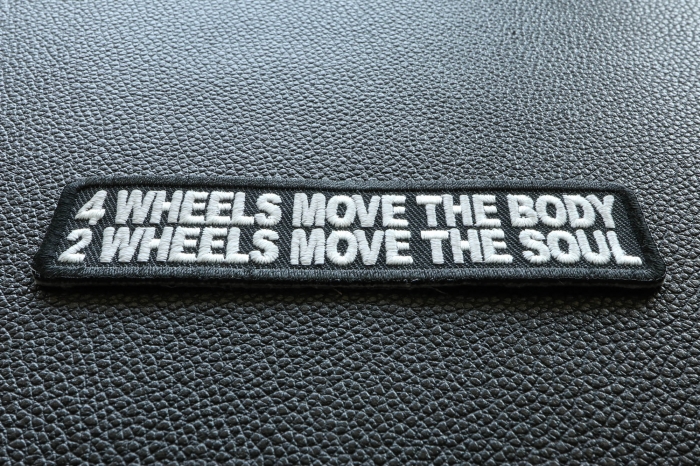 4 WHEELS MOVE THE BODY
2 WHEELS MOVE THE SOUL